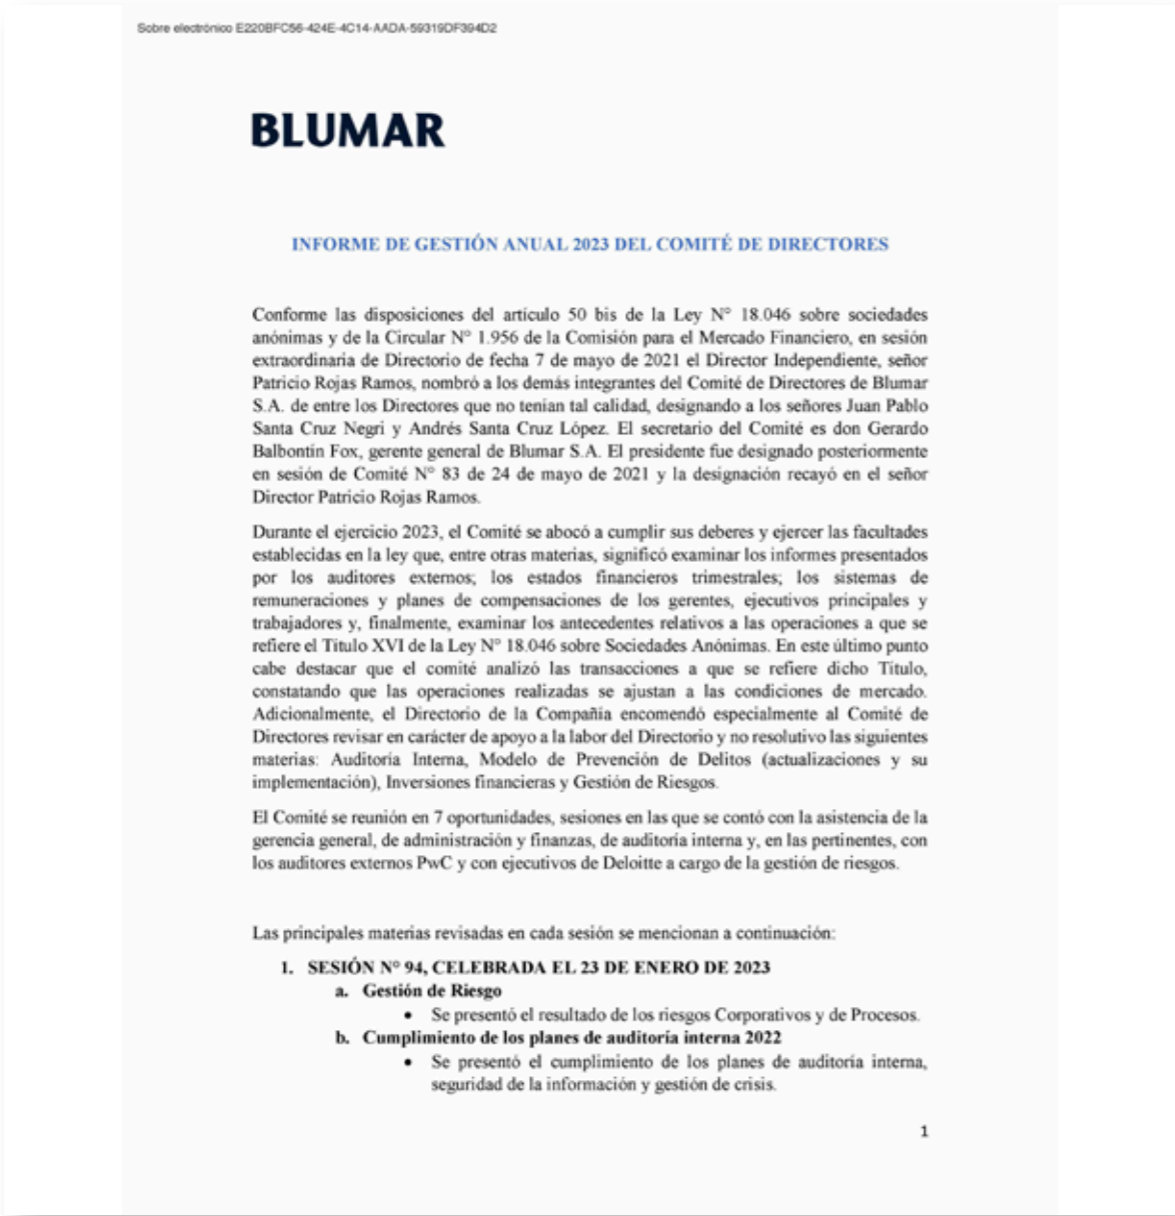 Sobre electrónico E220BFC56-424E-4C14-AADA-59319DF394D2
BLUMAR
INFORME DE GESTIÓN ANUAL 2023 DEL COMITÉ DE DIRECTORES
Conforme las disposiciones del artículo 50 bis de la Ley N° 18.046 sobre sociedades
anónimas y de la Circular N° 1.956 de la Comisión para el Mercado Financiero, en sesión
extraordinaria de Directorio de fecha 7 de mayo de 2021 el Director Independiente, señor
Patricio Rojas Ramos, nombró a los demás integrantes del Comité de Directores de Blumar
S.A. de entre los Directores que no tenían tal calidad, designando a los señores Juan Pablo
Santa Cruz Negri y Andrés Santa Cruz López. El secretario del Comité es don Gerardo
Balbontín Fox, gerente general de Blumar S.A. El presidente fue designado posteriormente
en sesión de Comité N° 83 de 24 de mayo de 2021 y la designación recayó en el señor
Director Patricio Rojas Ramos.
Durante el ejercicio 2023, el Comité se abocó a cumplir sus deberes y ejercer las facultades
establecidas en la ley que, entre otras materias, significó examinar los informes presentados
por los auditores externos; los estados financieros trimestrales; los sistemas de
remuneraciones y planes de compensaciones de los gerentes, ejecutivos principales y
trabajadores y, finalmente, examinar los antecedentes relativos a las operaciones a que se
refiere el Título XVI de la Ley N° 18.046 sobre Sociedades Anónimas. En este último punto
cabe destacar que el comité analizó las transacciones a que se refiere dicho Título,
constatando que las operaciones realizadas se ajustan a las condiciones de mercado.
Adicionalmente, el Directorio de la Compañía encomendó especialmente al Comité de
Directores revisar en carácter de apoyo a la labor del Directorio y no resolutivo las siguientes
materias: Auditoría Interna, Modelo de Prevención de Delitos (actualizaciones y su
implementación), Inversiones financieras y Gestión de Riesgos.
El Comité se reunión en 7 oportunidades, sesiones en las que se contó con la asistencia de la
gerencia general, de administración y finanzas, de auditoría interna y, en las pertinentes, con
los auditores externos PwC y con ejecutivos de Deloitte a cargo de la gestión de riesgos.
Las principales materias revisadas en cada sesión se mencionan a continuación:
1. SESIÓN N° 94, CELEBRADA EL 23 DE ENERO DE 2023
a. Gestión de Riesgo
• Se presentó el resultado de los riesgos Corporativos y de Procesos.
b. Cumplimiento de los planes de auditoría interna 2022
• Se presentó el cumplimiento de los planes de auditoría interna,
seguridad de la información y gestión de crisis.
1